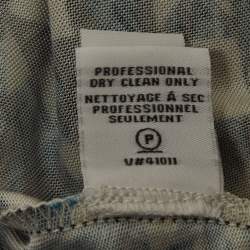 PROFESSIONAL
DRY CLEAN ONLY
NETTOYAGE Á SEC
PROFESSIONNEL
SEULEMENT
P
V#41011